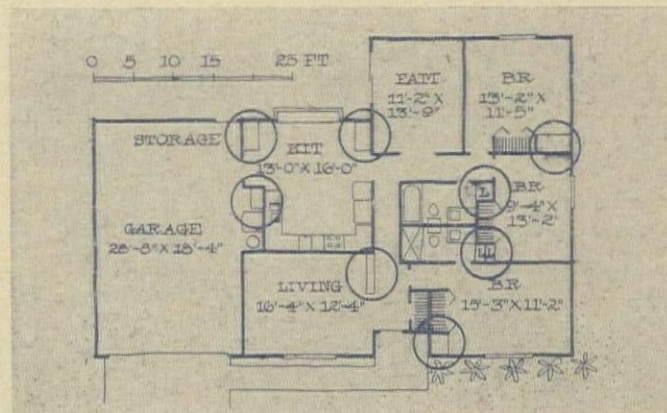 0 5 10 15 25 FT
FAM
11'-2" X
13'-9"
BR
13'-2" X
11'-5"
STORAGE
KIT
13'-0" X 16'-0"
BR
9'-4" X
13'-2"
L
GARAGE
28'-8" X 18'-4"
LIVING
16'-4" X 12'-4"
BR
15'-3" X 11'-2"